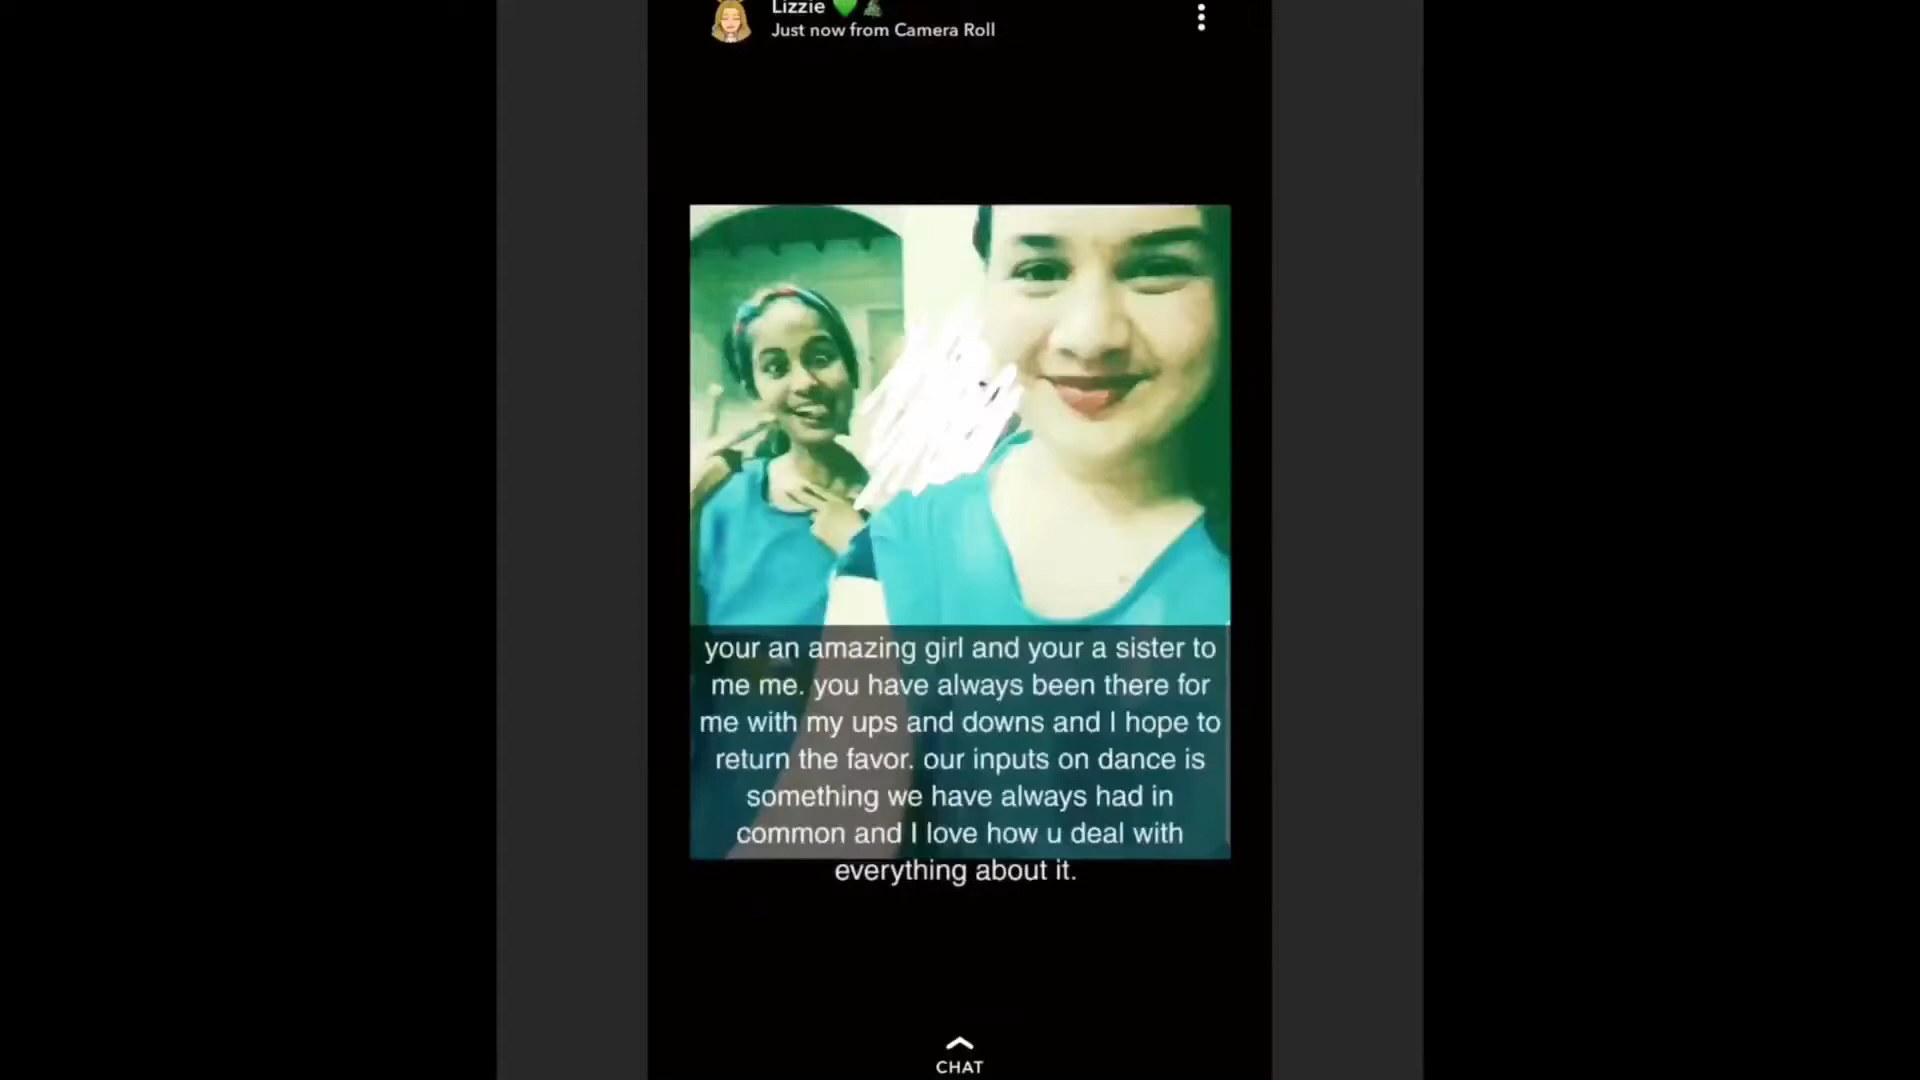 Lizzie 💚🌲
Just now from Camera Roll
your an amazing girl and your a sister to
me me. you have always been there for
me with my ups and downs and I hope to
return the favor. our inputs on dance is
something we have always had in
common and I love how u deal with
everything about it.
CHAT